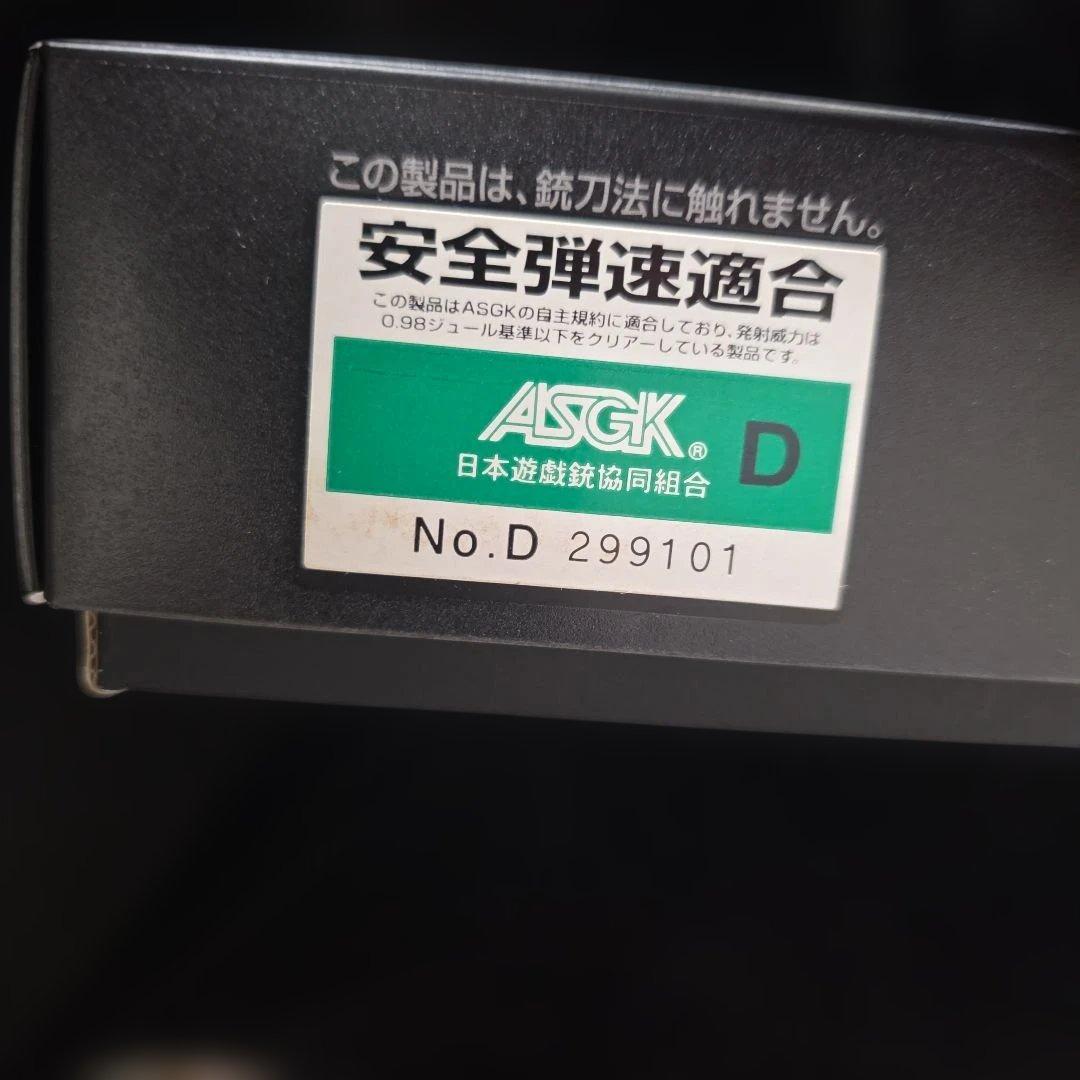 この製品は、銃刀法に触れません。
安全弾速適合
この製品はASGKの自主規約に適合しており、発射威力は
0.98ジュール基準以下をクリアーしている製品です。
ASGK® D
日本遊戯銃協同組合
No.D 299101